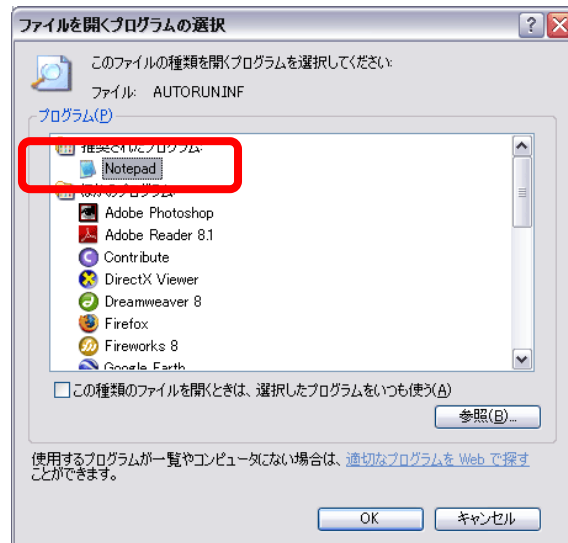 ファイルを開くプログラムの選択
このファイルの種類を開くプログラムを選択してください:
ファイル: AUTORUN.INF
プログラム(P)
推奨されたプログラム:
Notepad
ほかのプログラム:
Adobe Photoshop
Adobe Reader 8.1
Contribute
DirectX Viewer
Dreamweaver 8
Firefox
Fireworks 8
Google Earth
この種類のファイルを開くときは、選択したプログラムをいつも使う(A)
参照(B)...
使用するプログラムが一覧やコンピュータにない場合は、適切なプログラムを Web で探す
ことができます。
OK キャンセル